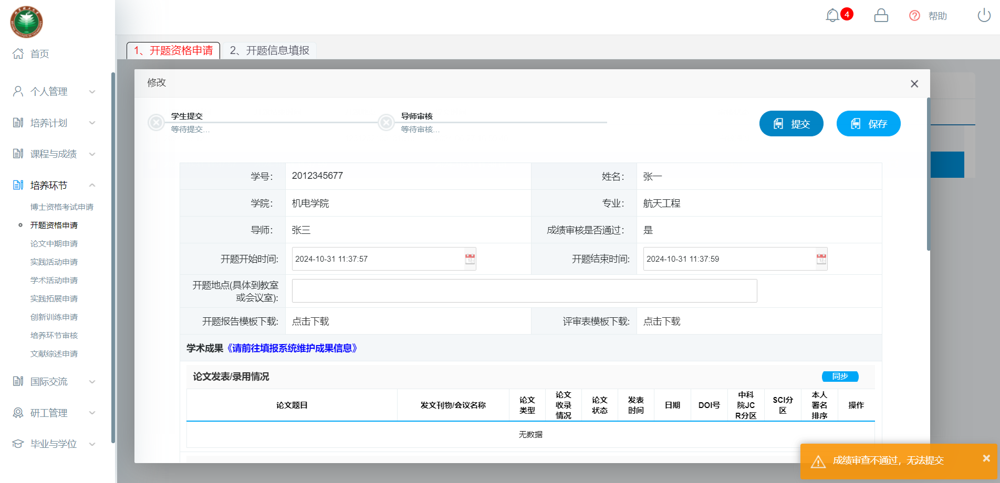 4
帮助
首页
个人管理
培养计划
课程与成绩
培养环节
博士资格考试申请
开题资格申请
论文中期申请
实践活动申请
学术活动申请
实践拓展申请
创新训练申请
培养环节审核
文献综述申请
国际交流
研工管理
毕业与学位
1、开题资格申请
2、开题信息填报
修改
学生提交
等待提交...
导师审核
等待审核...
提交
保存
学号：
2012345677
姓名：
张一
学院：
机电学院
专业：
航天工程
导师：
张三
成绩审核是否通过：
是
开题开始时间:
2024-10-31 11:37:57
开题结束时间:
2024-10-31 11:37:59
开题地点(具体到教室
或会议室):
开题报告模板下载:
点击下载
评审表模板下载:
点击下载
学术成果《请前往填报系统维护成果信息》
论文发表/录用情况
同步
论文题目
发文刊物/会议名称
论文
类型
论文
收录
情况
论文
状态
发表
时间
日期
DOI号
中科
院JC
R分区
SCI分
区
本人
署名
排序
操作
无数据
成绩审查不通过，无法提交